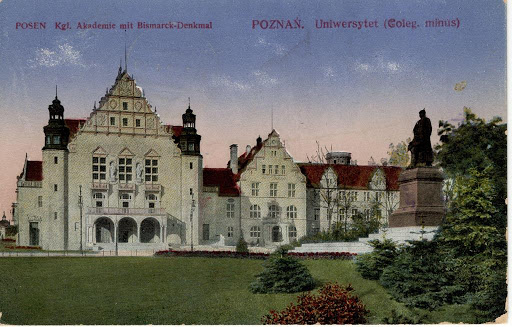 POSEN Kgl. Akademie mit Bismarck-Denkmal
POZNAŃ. Uniwersytet (Coleg. minus)